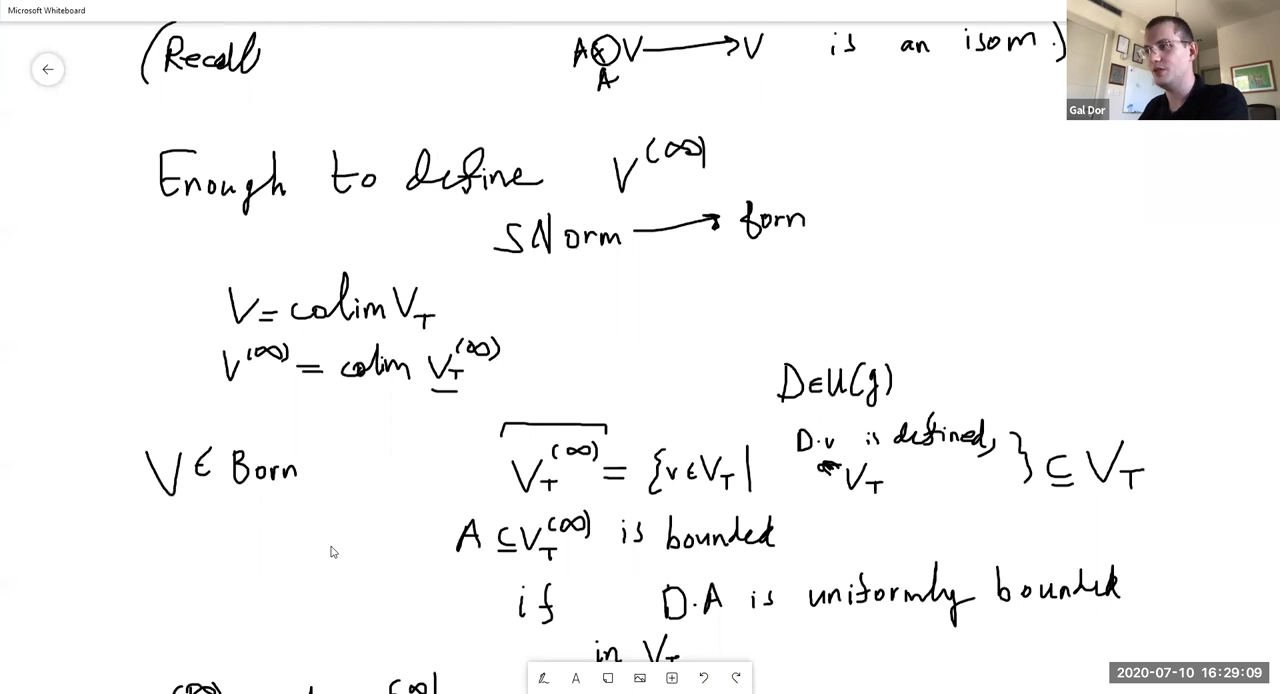 Microsoft Whiteboard
(Recall A⊗V → V is an isom.)
A
Gal Dor
Enough to define V^(∞)
SNorm → Born
V = colim V_T
V^(∞) = colim V_T^(∞)
D∈U(g)
V ∈ Born V_T^(∞) = {v∈V_T | D.v is defined, V_T } ⊆ V_T
A ⊆ V_T^(∞) is bounded
if D.A is uniformly bounded
in V_T
2020-07-10 16:29:09